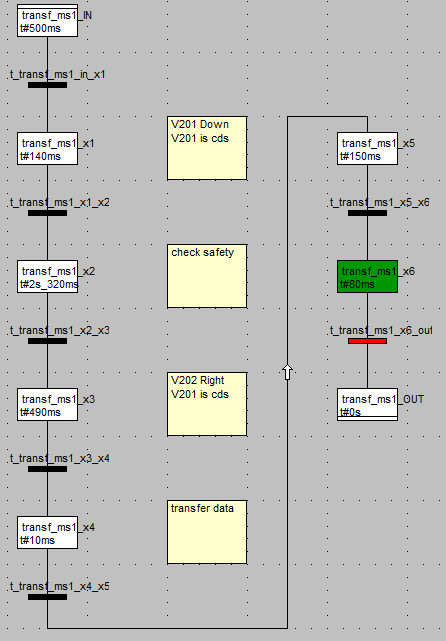 transf_ms1_IN
t#500ms
t_transf_ms1_in_x1
transf_ms1_x1
t#140ms
t_transf_ms1_x1_x2
transf_ms1_x2
t#2s_320ms
t_transf_ms1_x2_x3
transf_ms1_x3
t#490ms
t_transf_ms1_x3_x4
transf_ms1_x4
t#10ms
t_transf_ms1_x4_x5
V201 Down
V201 is cds
check safety
V202 Right
V201 is cds
transfer data
transf_ms1_x5
t#150ms
t_transf_ms1_x5_x6
transf_ms1_x6
t#80ms
t_transf_ms1_x6_out
transf_ms1_OUT
t#0s